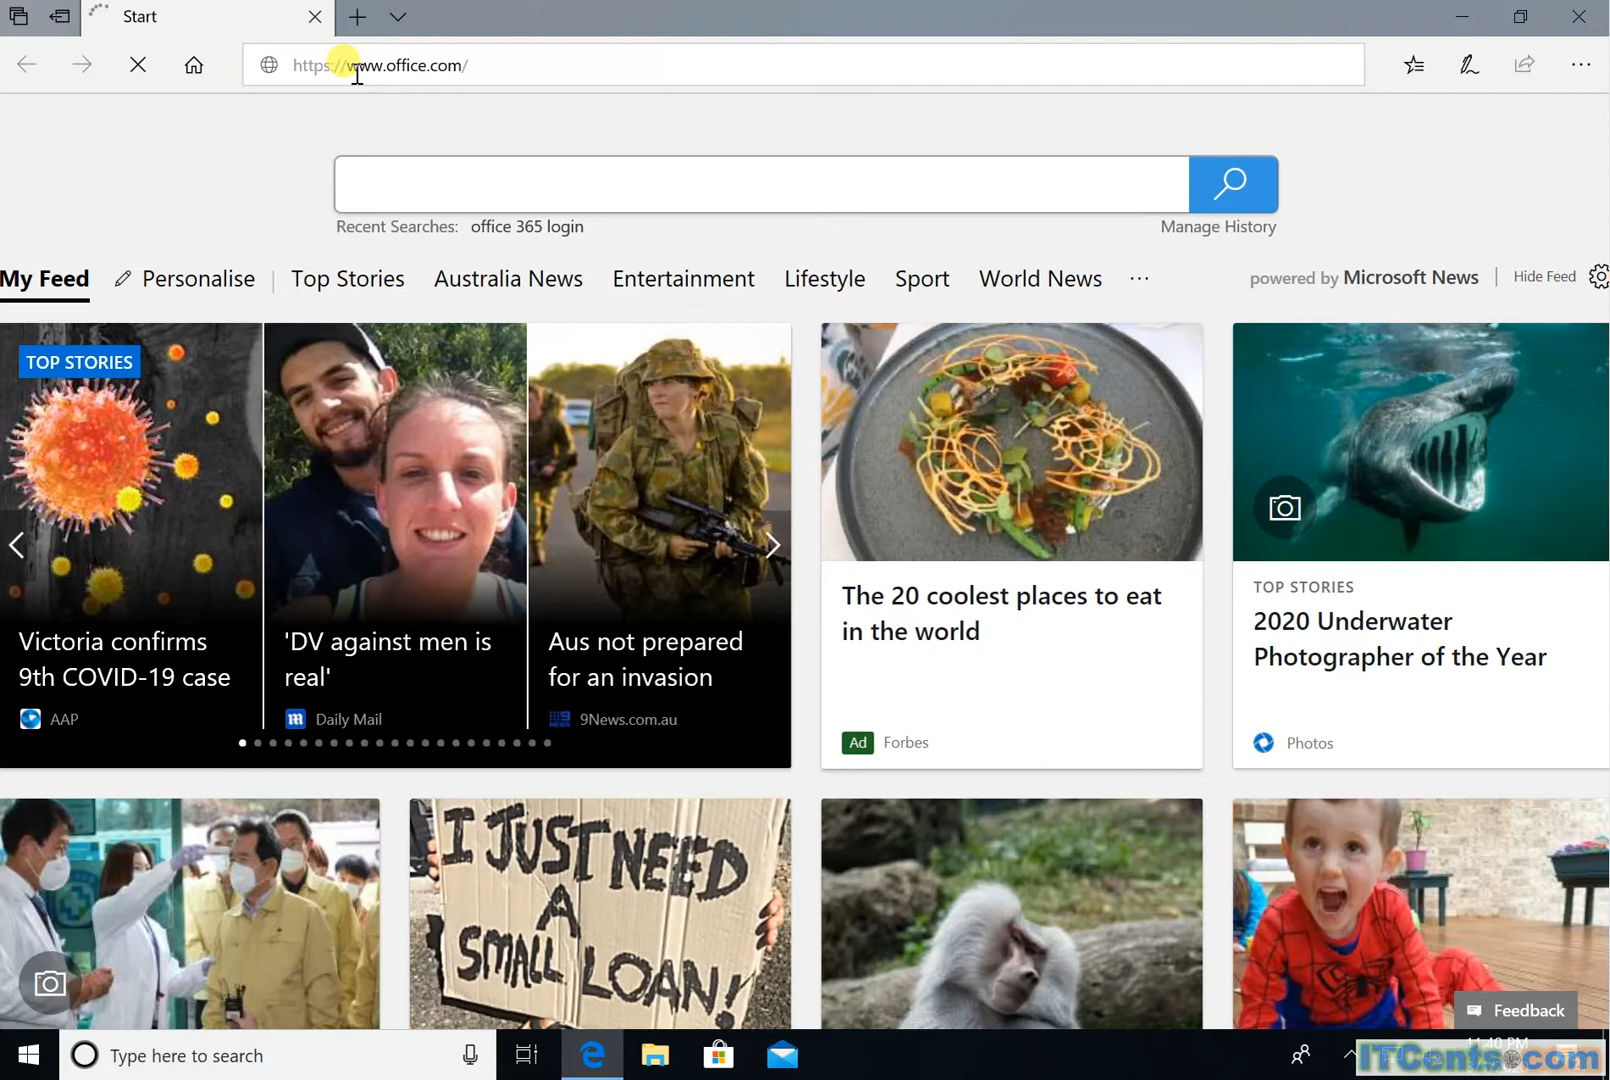 Start
https://www.office.com/
Recent Searches: office 365 login
Manage History
My Feed
Personalise
Top Stories
Australia News
Entertainment
Lifestyle
Sport
World News
powered by Microsoft News
Hide Feed
TOP STORIES
Victoria confirms
9th COVID-19 case
AAP
'DV against men is
real'
Daily Mail
Aus not prepared
for an invasion
9News.com.au
The 20 coolest places to eat
in the world
Ad Forbes
TOP STORIES
2020 Underwater
Photographer of the Year
Photos
I JUST NEED
A
SMALL LOAN!
Feedback
Type here to search
11:40 PM
ITCents.com